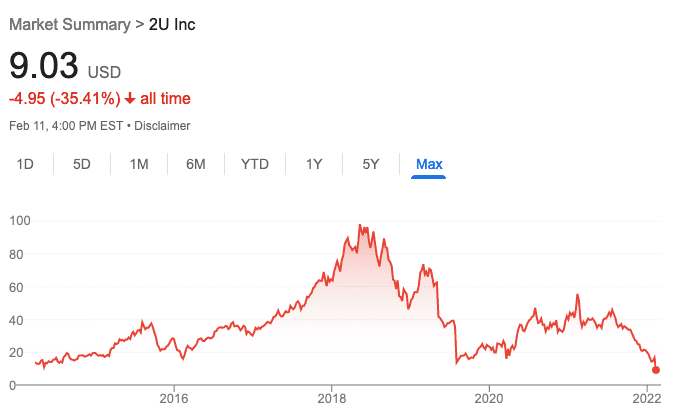 Market Summary > 2U Inc
9.03 USD
-4.95 (-35.41%) ↓ all time
Feb 11, 4:00 PM EST • Disclaimer
1D 5D 1M 6M YTD 1Y 5Y Max
100
80
60
40
20
0
2016 2018 2020 2022